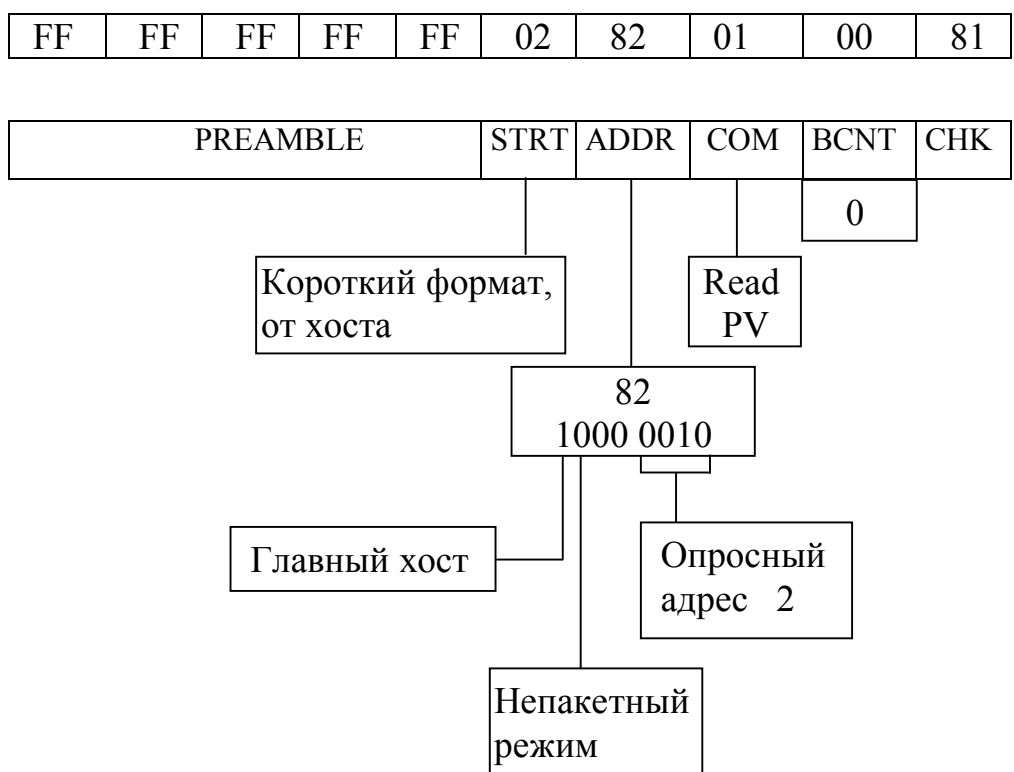 FF FF FF FF FF 02 82 01 00 81
PREAMBLE STRT ADDR COM BCNT CHK
0
Короткий формат,
от хоста
Read
PV
82
1000 0010
Главный хост
Опросный
адрес 2
Непакетный
режим